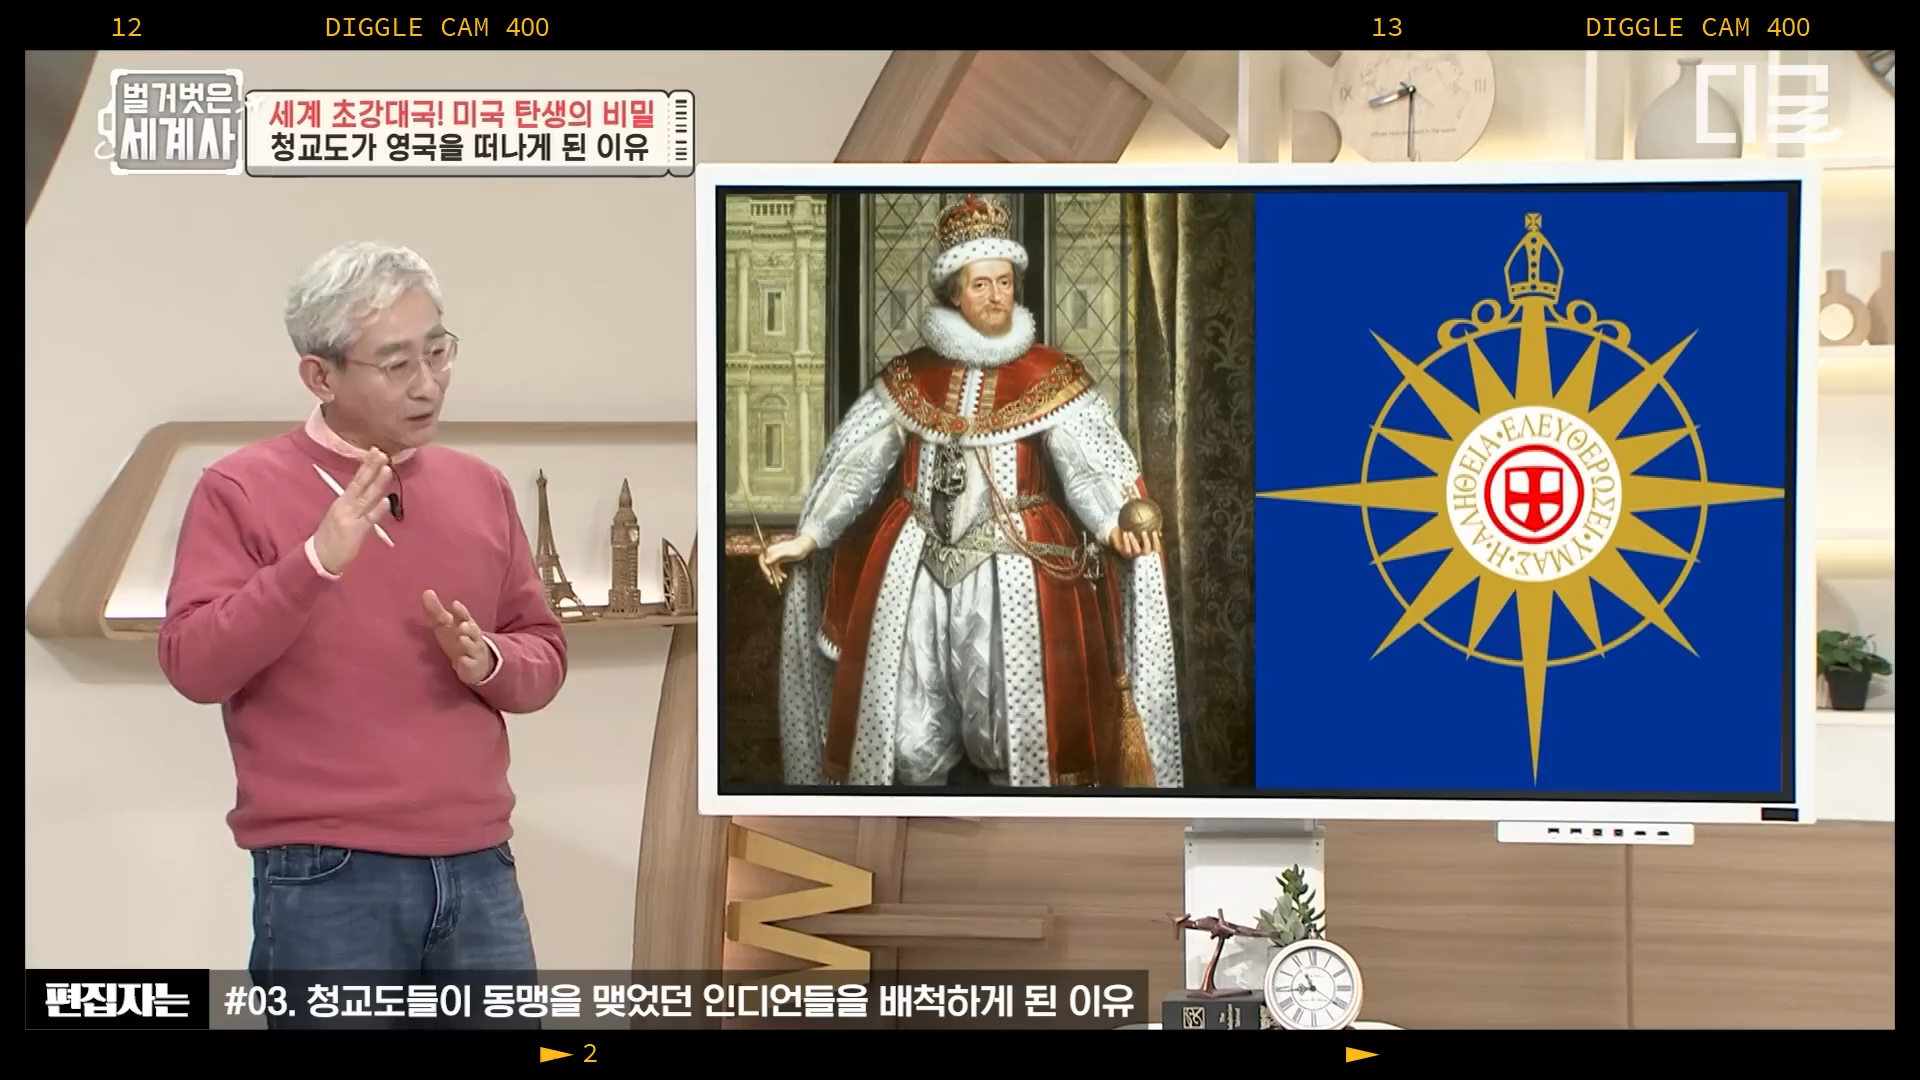 12
DIGGLE CAM 400
13
DIGGLE CAM 400
벌거벗은
세계사
세계 초강대국! 미국 탄생의 비밀
청교도가 영국을 떠나게 된 이유
디글
Η·ΑΛΗΘΕΙΑ·ΕΛΕΥΘΕΡΩΣΕΙ·ΥΜΑΣ
편집자는
#03. 청교도들이 동맹을 맺었던 인디언들을 배척하게 된 이유
2